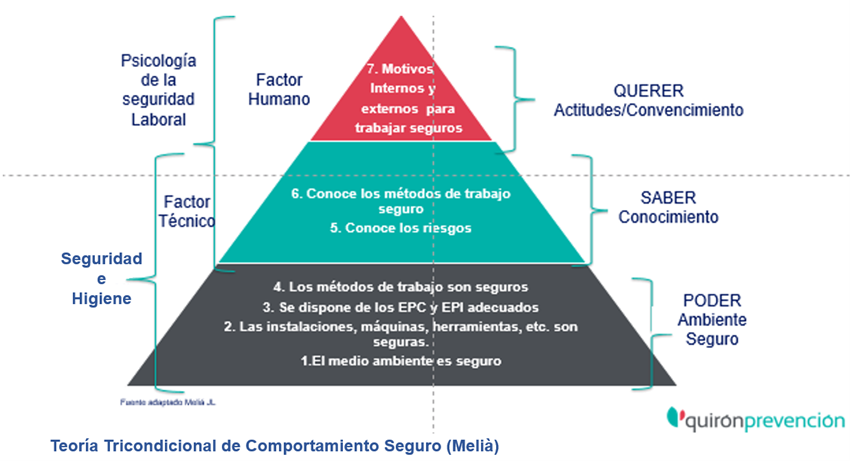 Psicología
de la
seguridad
Laboral
Factor
Humano
7. Motivos
Internos y
externos para
trabajar seguros
QUERER
Actitudes/Convencimiento
Factor
Técnico
6. Conoce los métodos de trabajo
seguro
5. Conoce los riesgos
SABER
Conocimiento
Seguridad
e
Higiene
4. Los métodos de trabajo son seguros
3. Se dispone de los EPC y EPI adecuados
2. Las instalaciones, máquinas, herramientas, etc. son
seguras.
1.El medio ambiente es seguro
PODER
Ambiente
Seguro
Fuente adaptado Meliá JL
quirónprevención
Teoría Tricondicional de Comportamiento Seguro (Melià)